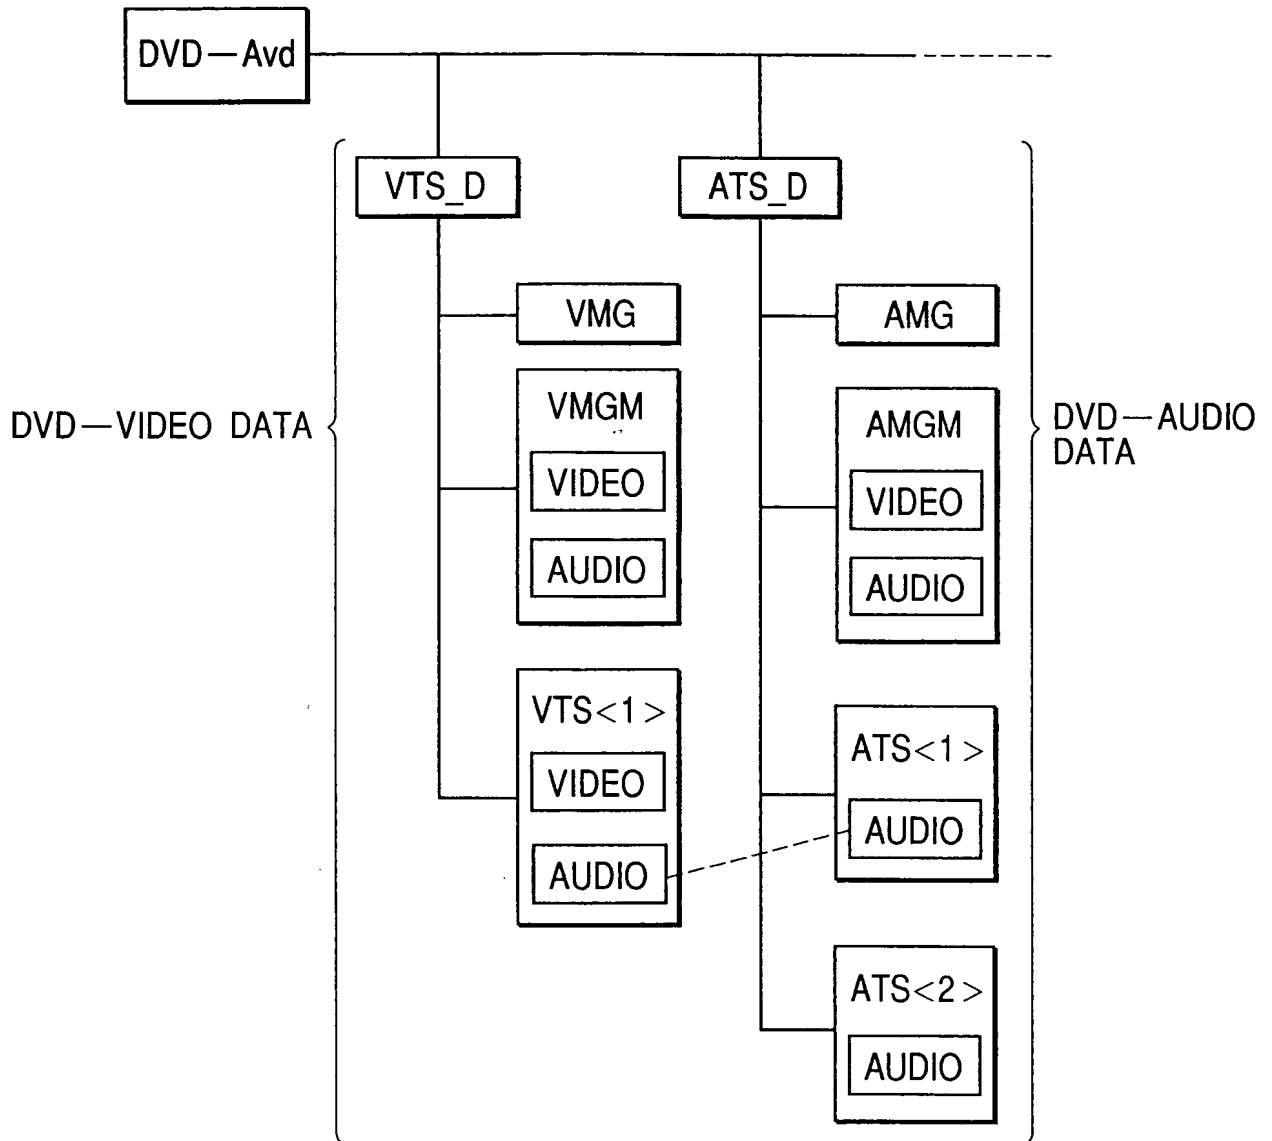 DVD—Avd
VTS_D
ATS_D
VMG
AMG
DVD—VIDEO DATA
VMGM
VIDEO
AUDIO
AMGM
VIDEO
AUDIO
DVD—AUDIO
DATA
VTS<1>
VIDEO
AUDIO
ATS<1>
AUDIO
ATS<2>
AUDIO